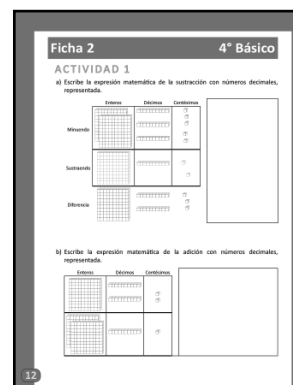 Ficha 2 4° Básico
ACTIVIDAD 1
a) Escribe la expresión matemática de la sustracción con números decimales,
representada.
Enteros Décimos Centésimos
Minuendo
Sustraendo
Diferencia
b) Escribe la expresión matemática de la adición con números decimales,
representada.
Enteros Décimos Centésimos
12